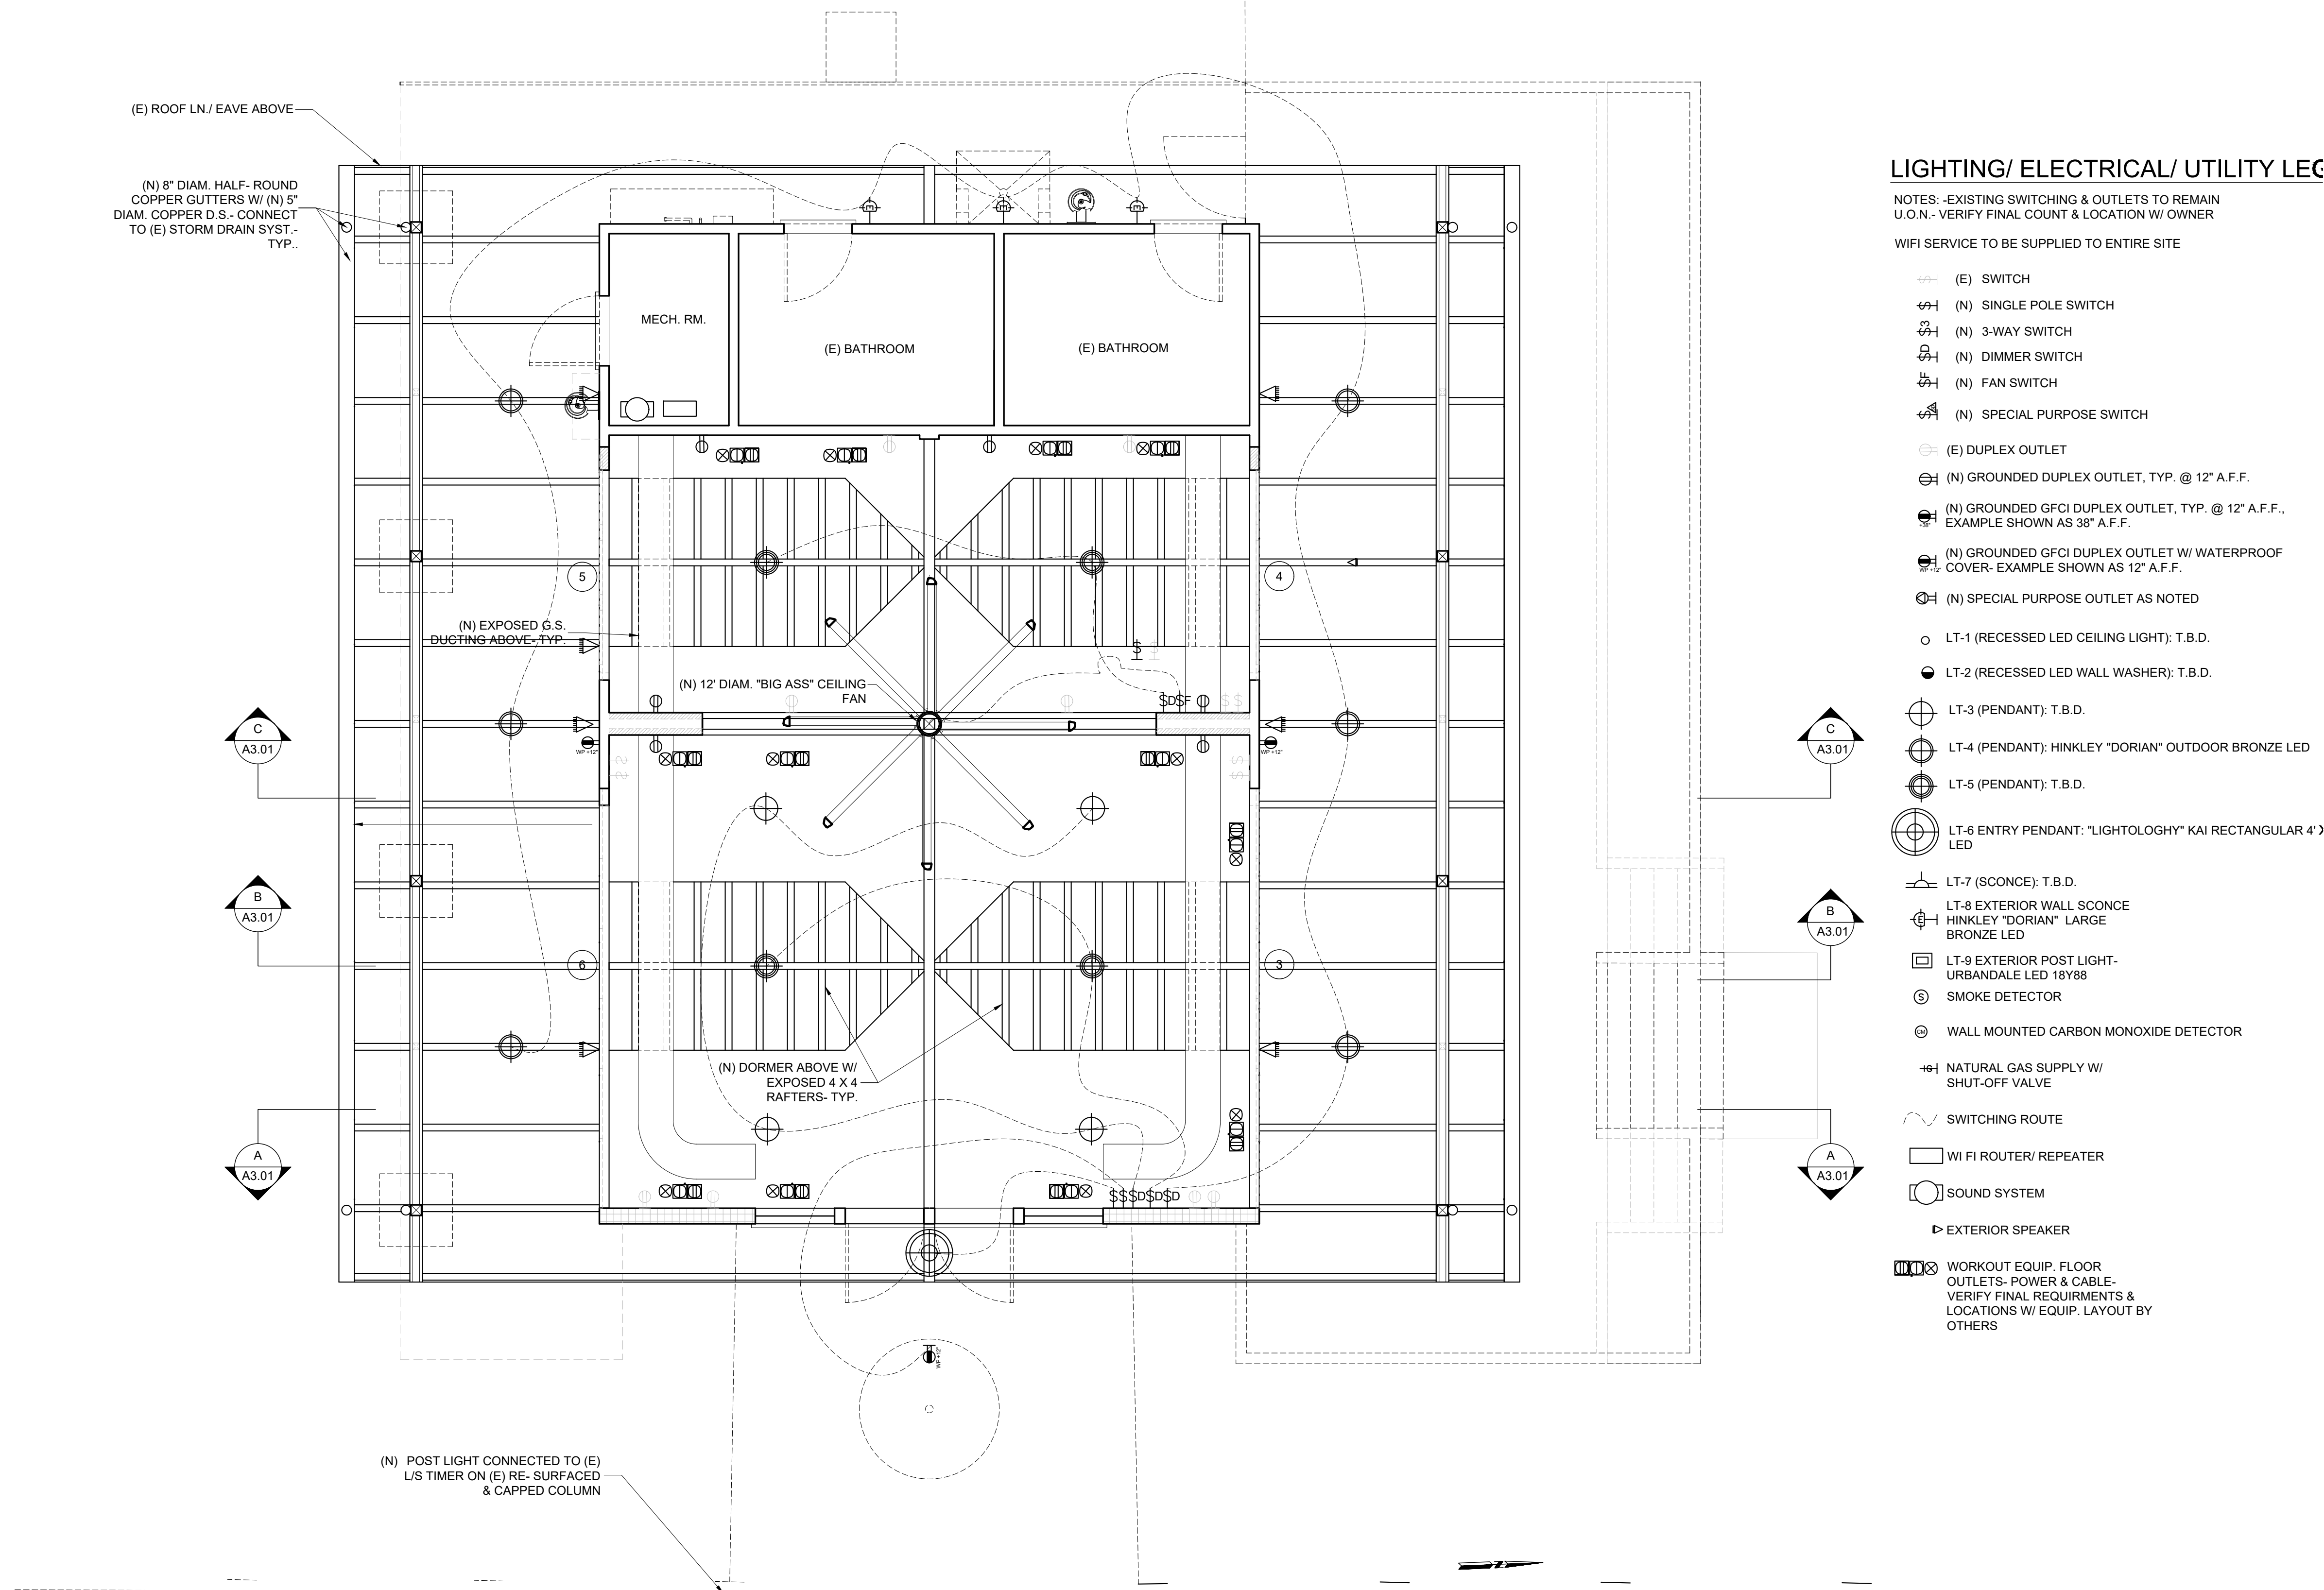 (E) ROOF LN./ EAVE ABOVE
(N) 8" DIAM. HALF- ROUND
COPPER GUTTERS W/ (N) 5"
DIAM. COPPER D.S.- CONNECT
TO (E) STORM DRAIN SYST.-
TYP..
MECH. RM.
(E) BATHROOM
(E) BATHROOM
5
4
(N) EXPOSED G.S.
DUCTING ABOVE- TYP.
(N) 12' DIAM. "BIG ASS" CEILING
FAN
$
$
$D$F
$ $
WP +12"
WP +12"
$ $
$ $
C
A3.01
C
A3.01
B
A3.01
B
A3.01
6
3
(N) DORMER ABOVE W/
EXPOSED 4 X 4
RAFTERS- TYP.
A
A3.01
A
A3.01
$$$D$D$D
WP +12"
(N) POST LIGHT CONNECTED TO (E)
L/S TIMER ON (E) RE- SURFACED
& CAPPED COLUMN
Z
LIGHTING/ ELECTRICAL/ UTILITY LEG
NOTES: -EXISTING SWITCHING & OUTLETS TO REMAIN
U.O.N.- VERIFY FINAL COUNT & LOCATION W/ OWNER
WIFI SERVICE TO BE SUPPLIED TO ENTIRE SITE
$ (E) SWITCH
$ (N) SINGLE POLE SWITCH
$3 (N) 3-WAY SWITCH
$D (N) DIMMER SWITCH
$F (N) FAN SWITCH
$ (N) SPECIAL PURPOSE SWITCH
(E) DUPLEX OUTLET
(N) GROUNDED DUPLEX OUTLET, TYP. @ 12" A.F.F.
+38" (N) GROUNDED GFCI DUPLEX OUTLET, TYP. @ 12" A.F.F.,
EXAMPLE SHOWN AS 38" A.F.F.
(N) GROUNDED GFCI DUPLEX OUTLET W/ WATERPROOF
WP +12" COVER- EXAMPLE SHOWN AS 12" A.F.F.
(N) SPECIAL PURPOSE OUTLET AS NOTED
LT-1 (RECESSED LED CEILING LIGHT): T.B.D.
LT-2 (RECESSED LED WALL WASHER): T.B.D.
LT-3 (PENDANT): T.B.D.
LT-4 (PENDANT): HINKLEY "DORIAN" OUTDOOR BRONZE LED
LT-5 (PENDANT): T.B.D.
LT-6 ENTRY PENDANT: "LIGHTOLOGHY" KAI RECTANGULAR 4' X
LED
LT-7 (SCONCE): T.B.D.
LT-8 EXTERIOR WALL SCONCE
E HINKLEY "DORIAN" LARGE
BRONZE LED
LT-9 EXTERIOR POST LIGHT-
URBANDALE LED 18Y88
S SMOKE DETECTOR
CM WALL MOUNTED CARBON MONOXIDE DETECTOR
G NATURAL GAS SUPPLY W/
SHUT-OFF VALVE
SWITCHING ROUTE
WI FI ROUTER/ REPEATER
SOUND SYSTEM
EXTERIOR SPEAKER
WORKOUT EQUIP. FLOOR
OUTLETS- POWER & CABLE-
VERIFY FINAL REQUIRMENTS &
LOCATIONS W/ EQUIP. LAYOUT BY
OTHERS